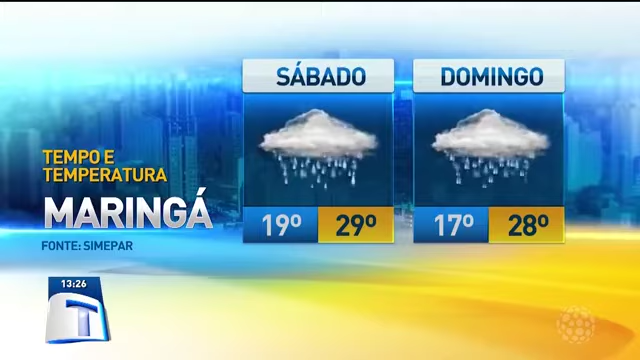 TEMPO E
TEMPERATURA
MARINGÁ
FONTE: SIMEPAR
SÁBADO
19º 29º
DOMINGO
17º 28º
13:26
T